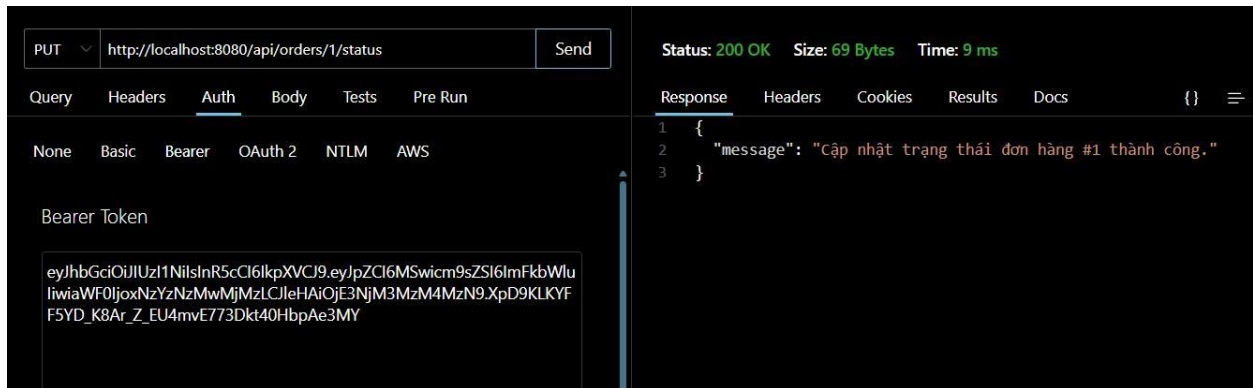 PUT http://localhost:8080/api/orders/1/status Send
Query Headers Auth Body Tests Pre Run
None Basic Bearer OAuth 2 NTLM AWS
Bearer Token
eyJhbGciOiJIUzI1NiIsInR5cCI6IkpXVCJ9.eyJpZCI6MSwicm9sZSI6ImFkbWlu
IiwiaWF0IjoxNzYzNzMwMjMzLCJleHAiOjE3NjM3MzM4MzN9.XpD9KLKYF
F5YD_K8Ar_Z_EU4mvE773Dkt40HbpAe3MY
Status: 200 OK Size: 69 Bytes Time: 9 ms
Response Headers Cookies Results Docs {}
1 {
2 "message": "Cập nhật trạng thái đơn hàng #1 thành công."
3 }